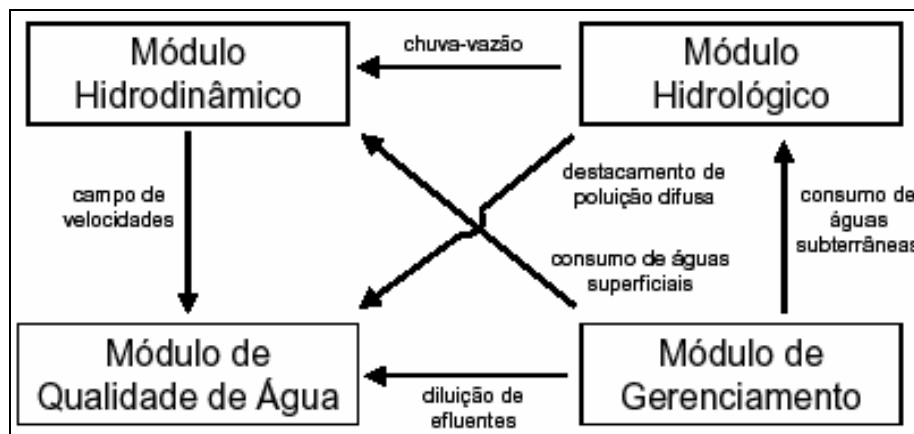 Módulo
Hidrodinâmico
chuva-vazão
Módulo
Hidrológico
campo de
velocidades
destacamento de
poluição difusa
consumo de
águas
subterrâneas
consumo de águas
superficiais
Módulo de
Qualidade de Água
diluição de
efluentes
Módulo de
Gerenciamento